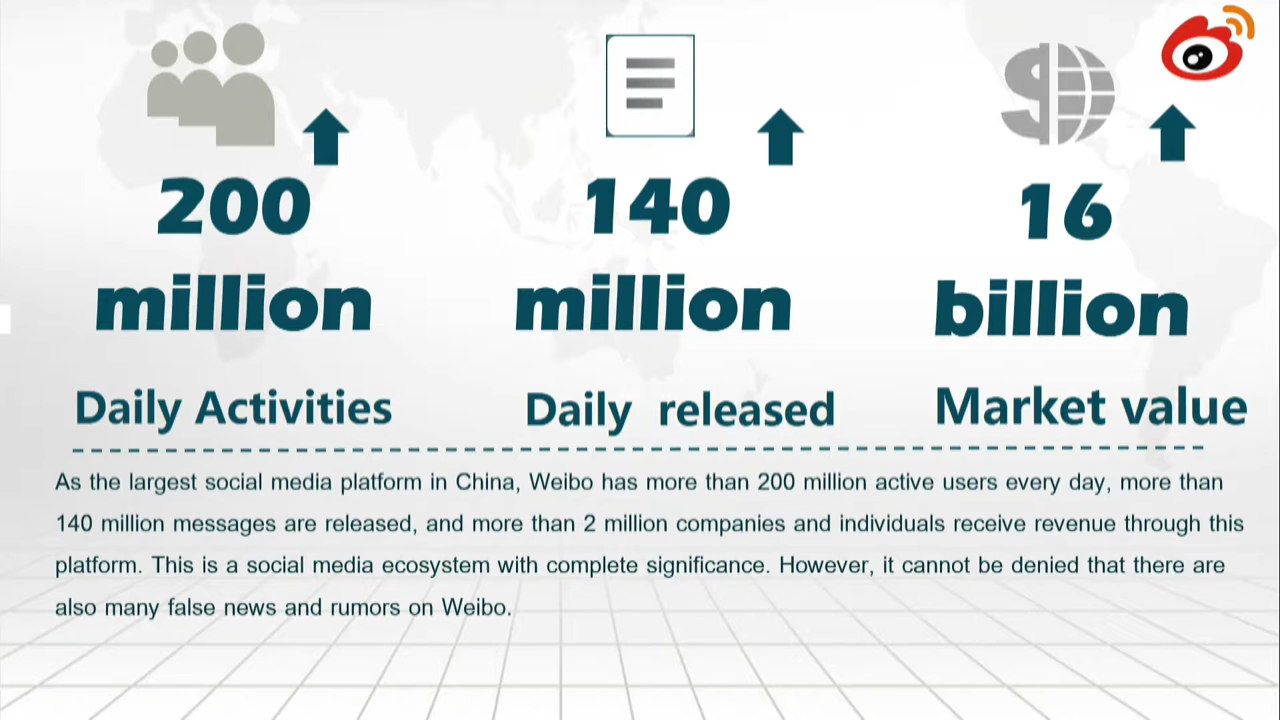 200
million
Daily Activities
140
million
Daily released
16
billion
Market value
As the largest social media platform in China, Weibo has more than 200 million active users every day, more than
140 million messages are released, and more than 2 million companies and individuals receive revenue through this
platform. This is a social media ecosystem with complete significance. However, it cannot be denied that there are
also many false news and rumors on Weibo.